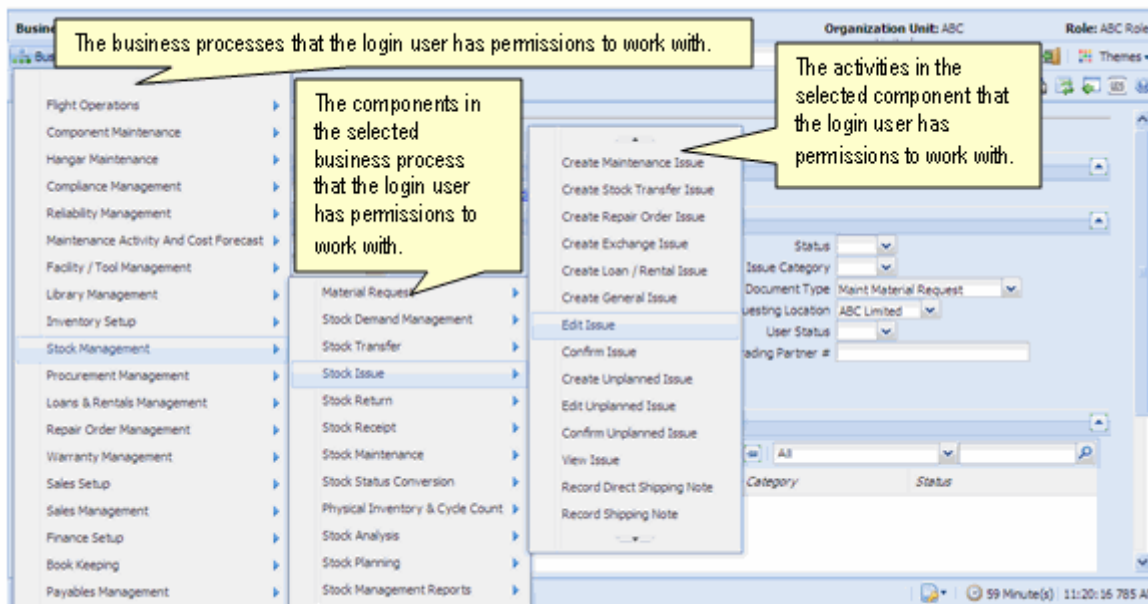 Organization Unit: ABC
Role: ABC Role
The business processes that the login user has permissions to work with.
Themes
Flight Operations
Component Maintenance
Hangar Maintenance
Compliance Management
Reliability Management
Maintenance Activity And Cost Forecast
Facility / Tool Management
Library Management
Inventory Setup
Stock Management
Procurement Management
Loans & Rentals Management
Repair Order Management
Warranty Management
Sales Setup
Sales Management
Finance Setup
Book Keeping
Payables Management
The components in
the selected
business process
that the login user
has permissions to
work with.
Material Request
Stock Demand Management
Stock Transfer
Stock Issue
Stock Return
Stock Receipt
Stock Maintenance
Stock Status Conversion
Physical Inventory & Cycle Count
Stock Analysis
Stock Planning
Stock Management Reports
The activities in the
selected component that
the login user has
permissions to work with.
Create Maintenance Issue
Create Stock Transfer Issue
Create Repair Order Issue
Create Exchange Issue
Create Loan / Rental Issue
Create General Issue
Edit Issue
Confirm Issue
Create Unplanned Issue
Edit Unplanned Issue
Confirm Unplanned Issue
View Issue
Record Direct Shipping Note
Record Shipping Note
Status
Issue Category
Document Type Maint Material Request
uesting Location ABC Limited
User Status
ading Partner #
All
Category Status
59 Minute(s) 11:20:16 785 A